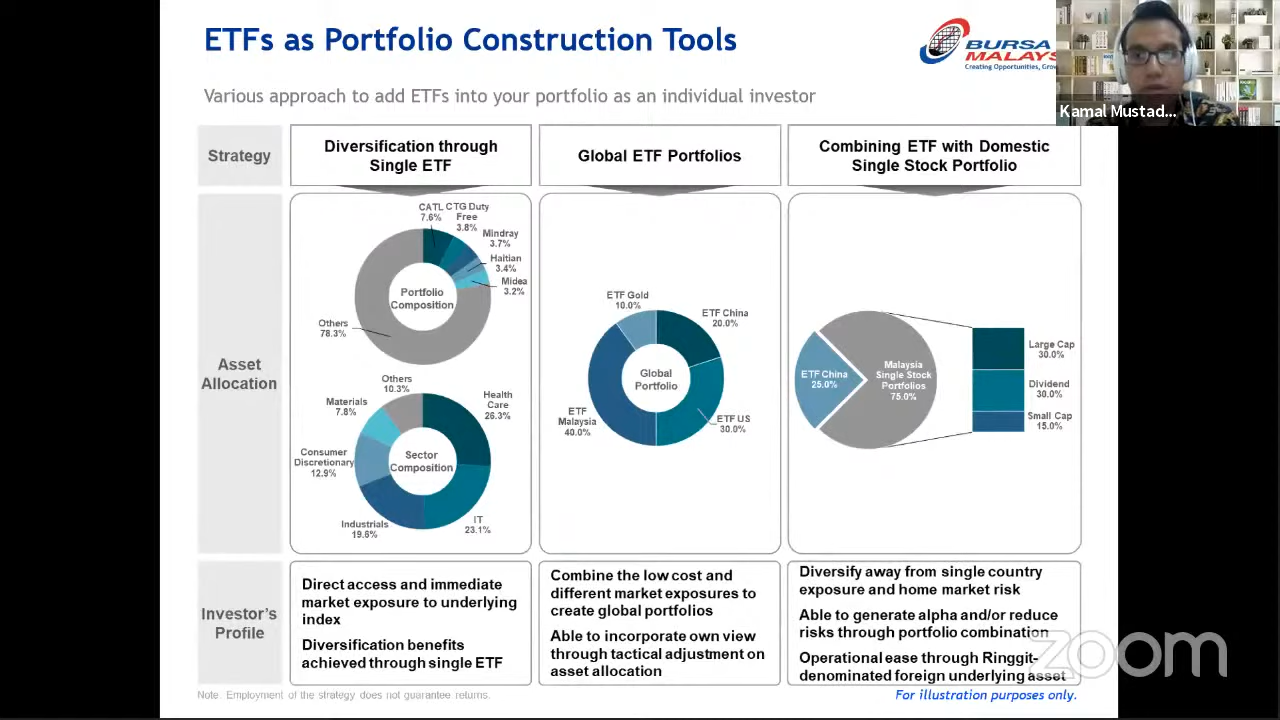 ETFs as Portfolio Construction Tools
BURSA
MALAYS
Creating Opportunities, Grow
Kamal Mustad...
Various approach to add ETFs into your portfolio as an individual investor
Strategy
Diversification through
Single ETF
Global ETF Portfolios
Combining ETF with Domestic
Single Stock Portfolio
Asset
Allocation
CATL
7.6%
CTG Duty
Free
3.8%
Mindray
3.7%
Haitian
3.4%
Midea
3.2%
Portfolio
Composition
Others
78.3%
Others
10.3%
Materials
7.8%
Health
Care
26.3%
Consumer
Discretionary
12.9%
Sector
Composition
Industrials
19.6%
IT
23.1%
ETF Gold
10.0%
ETF China
20.0%
Global
Portfolio
ETF
Malaysia
40.0%
ETF US
30.0%
ETF China
25.0%
Malaysia
Single Stock
Portfolios
75.0%
Large Cap
30.0%
Dividend
30.0%
Small Cap
15.0%
Investor's
Profile
Direct access and immediate
market exposure to underlying
index
Diversification benefits
achieved through single ETF
Combine the low cost and
different market exposures to
create global portfolios
Able to incorporate own view
through tactical adjustment on
asset allocation
Diversify away from single country
exposure and home market risk
Able to generate alpha and/or reduce
risks through portfolio combination
Operational ease through Ringgit-
denominated foreign underlying asset
zoom
Note: Employment of the strategy does not guarantee returns.
For illustration purposes only.